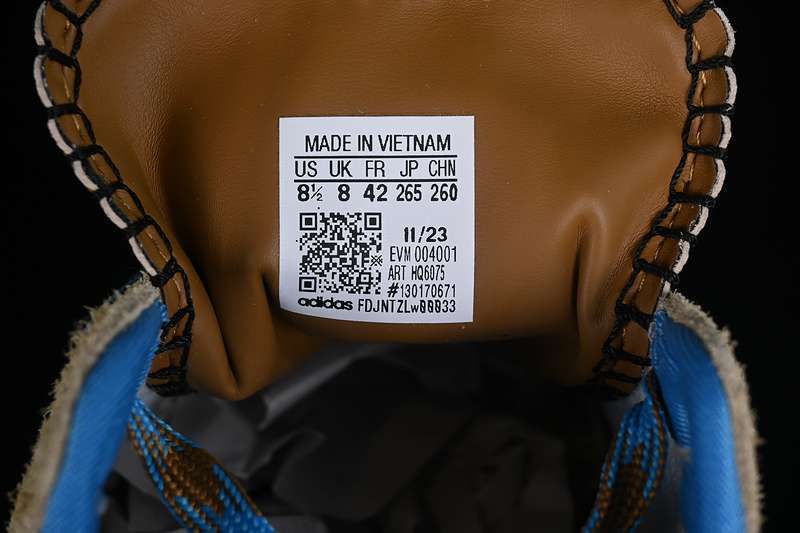 MADE IN VIETNAM
US UK FR JP CHN
8½ 8 42 265 260
11/23
EVM 004001
ART HQ6075
#130170671
adidas FDJNTZLw00033